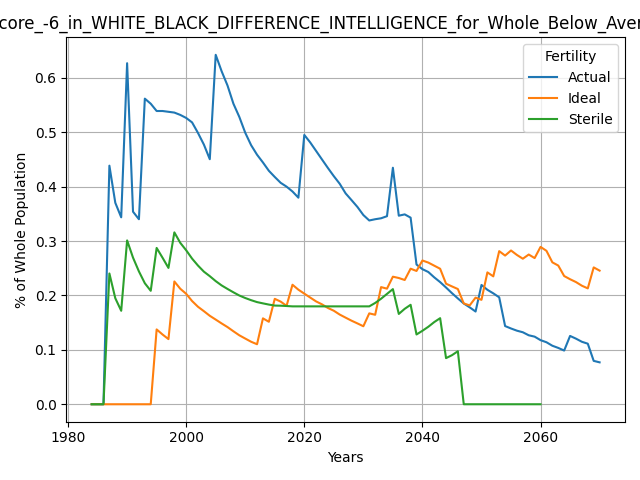 core_-6_in_WHITE_BLACK_DIFFERENCE_INTELLIGENCE_for_Whole_Below_Aver
Fertility
Actual
Ideal
Sterile
% of Whole Population
0.6
0.5
0.4
0.3
0.2
0.1
0.0
1980 2000 2020 2040 2060
Years